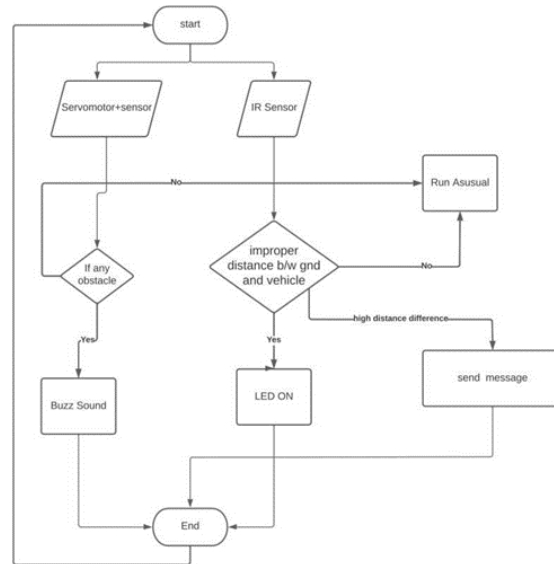 start
Servomotor+sensor
IR Sensor
No
Run Asusual
If any
obstacle
improper
distance b/w gnd
and vehicle
No
high distance difference
Yes
Yes
Buzz Sound
LED ON
send message
End